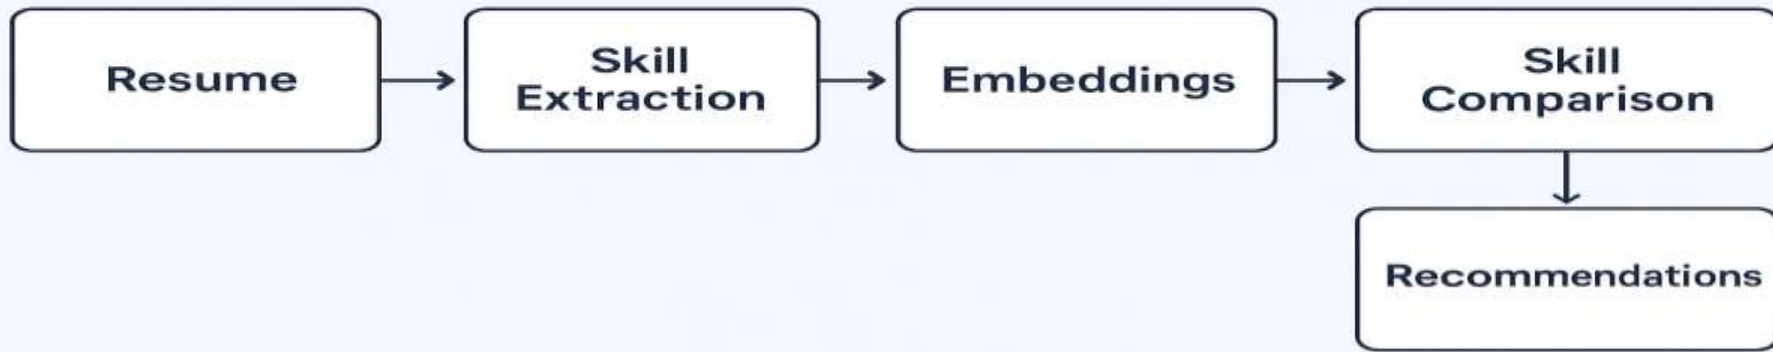 Resume
Skill
Extraction
Embeddings
Skill
Comparison
Recommendations